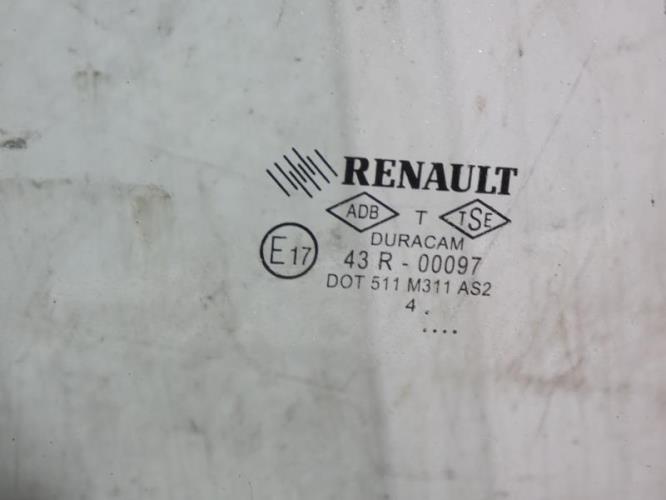 RENAULT
ADB T TSE
DURACAM
E17 43 R - 00097
DOT 511 M311 AS2
4 .
....